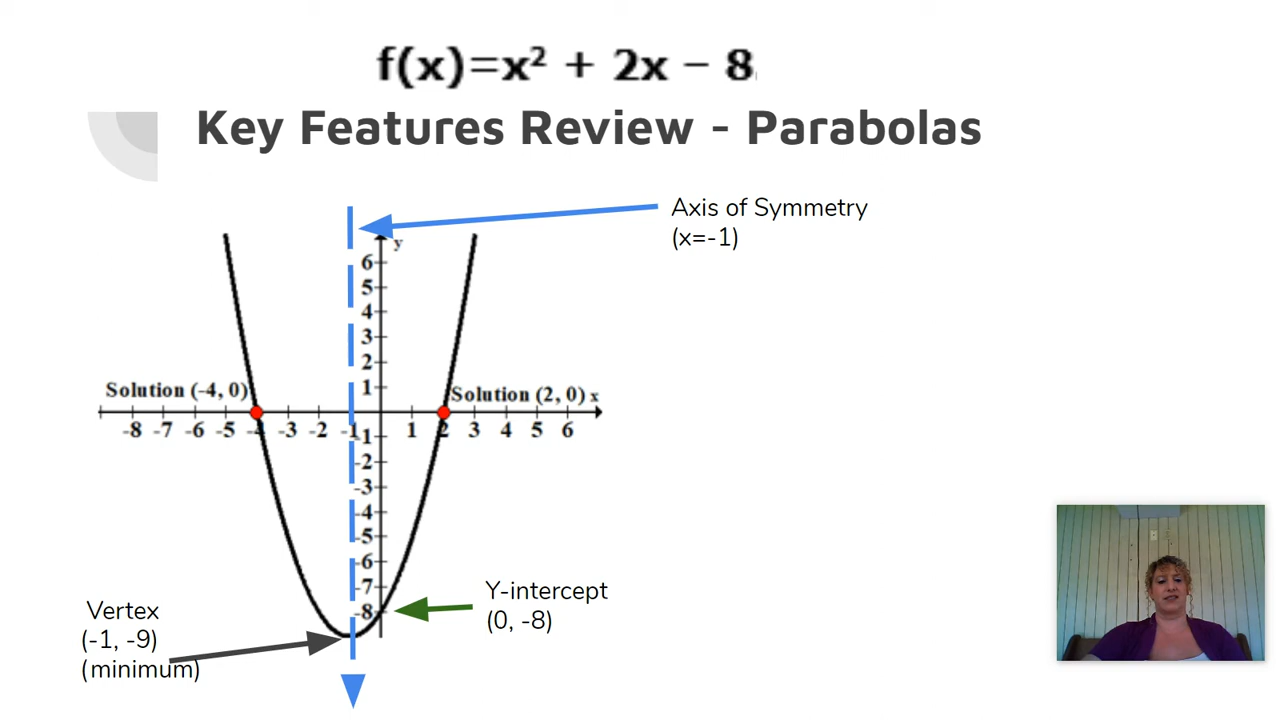 f(x)=x² + 2x − 8
Key Features Review - Parabolas
Axis of Symmetry
(x=-1)
y
6
5
4
3
2
1
Solution (-4, 0)
Solution (2, 0) x
-8 -7 -6 -5 -4 -3 -2 -1 1 2 3 4 5 6
-1
-2
-3
-4
-5
-6
-7
-8
Y-intercept
(0, -8)
Vertex
(-1, -9)
(minimum)